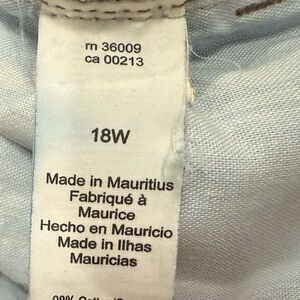 rn 36009
ca 00213
18W
Made in Mauritius
Fabriqué à
Maurice
Hecho en Mauricio
Made in Ilhas
Mauricias